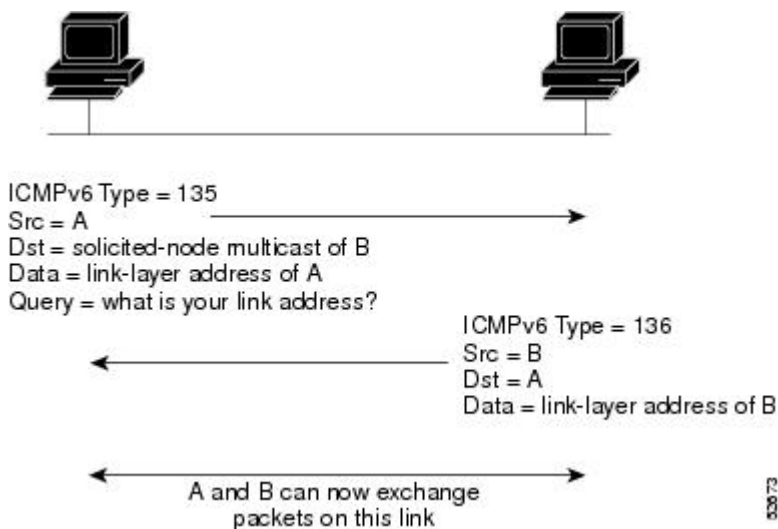 ICMPv6 Type = 135
Src = A
Dst = solicited-node multicast of B
Data = link-layer address of A
Query = what is your link address?
ICMPv6 Type = 136
Src = B
Dst = A
Data = link-layer address of B
A and B can now exchange
packets on this link
52673